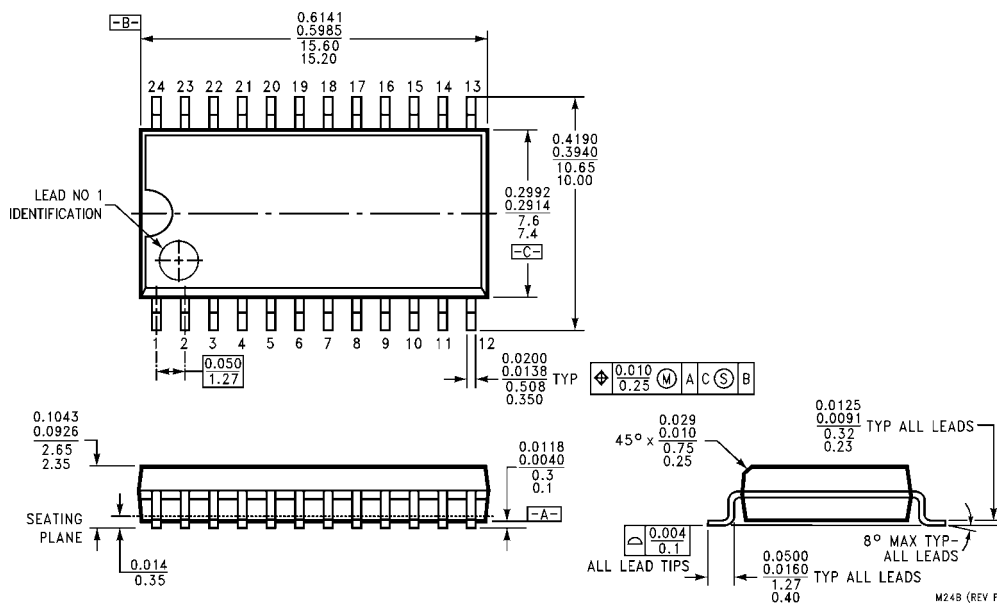 -B-
0.6141
0.5985
15.60
15.20
24 23 22 21 20 19 18 17 16 15 14 13
LEAD NO 1
IDENTIFICATION
0.4190
0.3940
10.65
10.00
0.2992
0.2914
7.6
7.4
-C-
1 2 3 4 5 6 7 8 9 10 11 12
0.050
1.27
0.0200
0.0138
0.508
0.350
TYP
⌖ 0.010 0.25 Ⓜ A C Ⓢ B
0.1043
0.0926
2.65
2.35
0.0118
0.0040
0.3
0.1
-A-
SEATING
PLANE
0.014
0.35
45° x
0.029
0.010
0.75
0.25
0.0125
0.0091
0.32
0.23
TYP ALL LEADS
0.004
0.1
ALL LEAD TIPS
8° MAX TYP-
ALL LEADS
0.0500
0.0160
1.27
0.40
TYP ALL LEADS
M24B (REV F